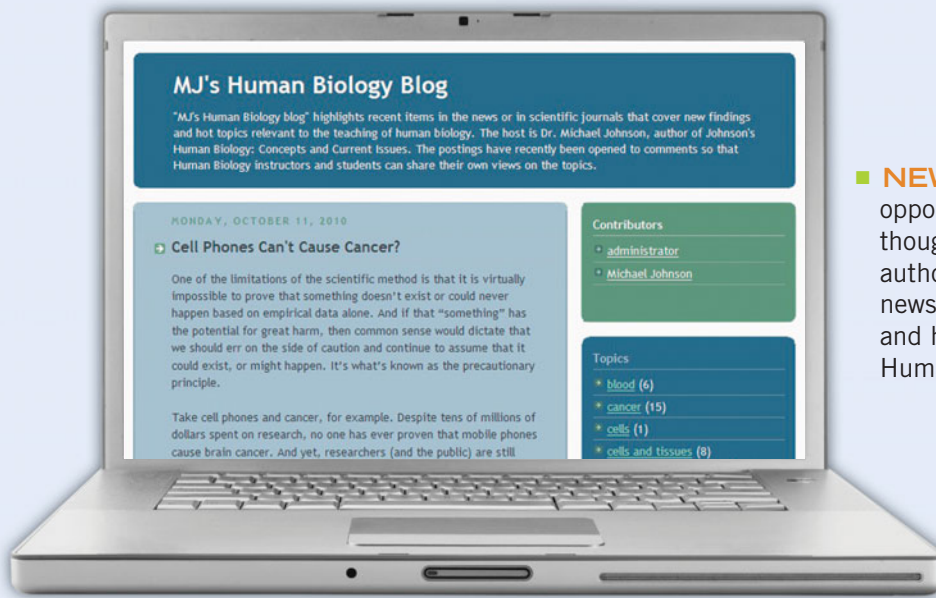 MJ's Human Biology Blog
"MJ's Human Biology blog" highlights recent items in the news or in scientific journals that cover new findings
and hot topics relevant to the teaching of human biology. The host is Dr. Michael Johnson, author of Johnson's
Human Biology: Concepts and Current Issues. The postings have recently been opened to comments so that
Human Biology instructors and students can share their own views on the topics.
MONDAY, OCTOBER 11, 2010
Cell Phones Can't Cause Cancer?
One of the limitations of the scientific method is that it is virtually
impossible to prove that something doesn't exist or could never
happen based on empirical data alone. And if that “something” has
the potential for great harm, then common sense would dictate that
we should err on the side of caution and continue to assume that it
could exist, or might happen. It's what's known as the precautionary
principle.
Take cell phones and cancer, for example. Despite tens of millions of
dollars spent on research, no one has ever proven that mobile phones
cause brain cancer. And yet, researchers (and the public) are still
Contributors
administrator
Michael Johnson
Topics
blood (6)
cancer (15)
cells (1)
cells and tissues (8)
NEW
oppo
thoug
autho
news
and h
Hum